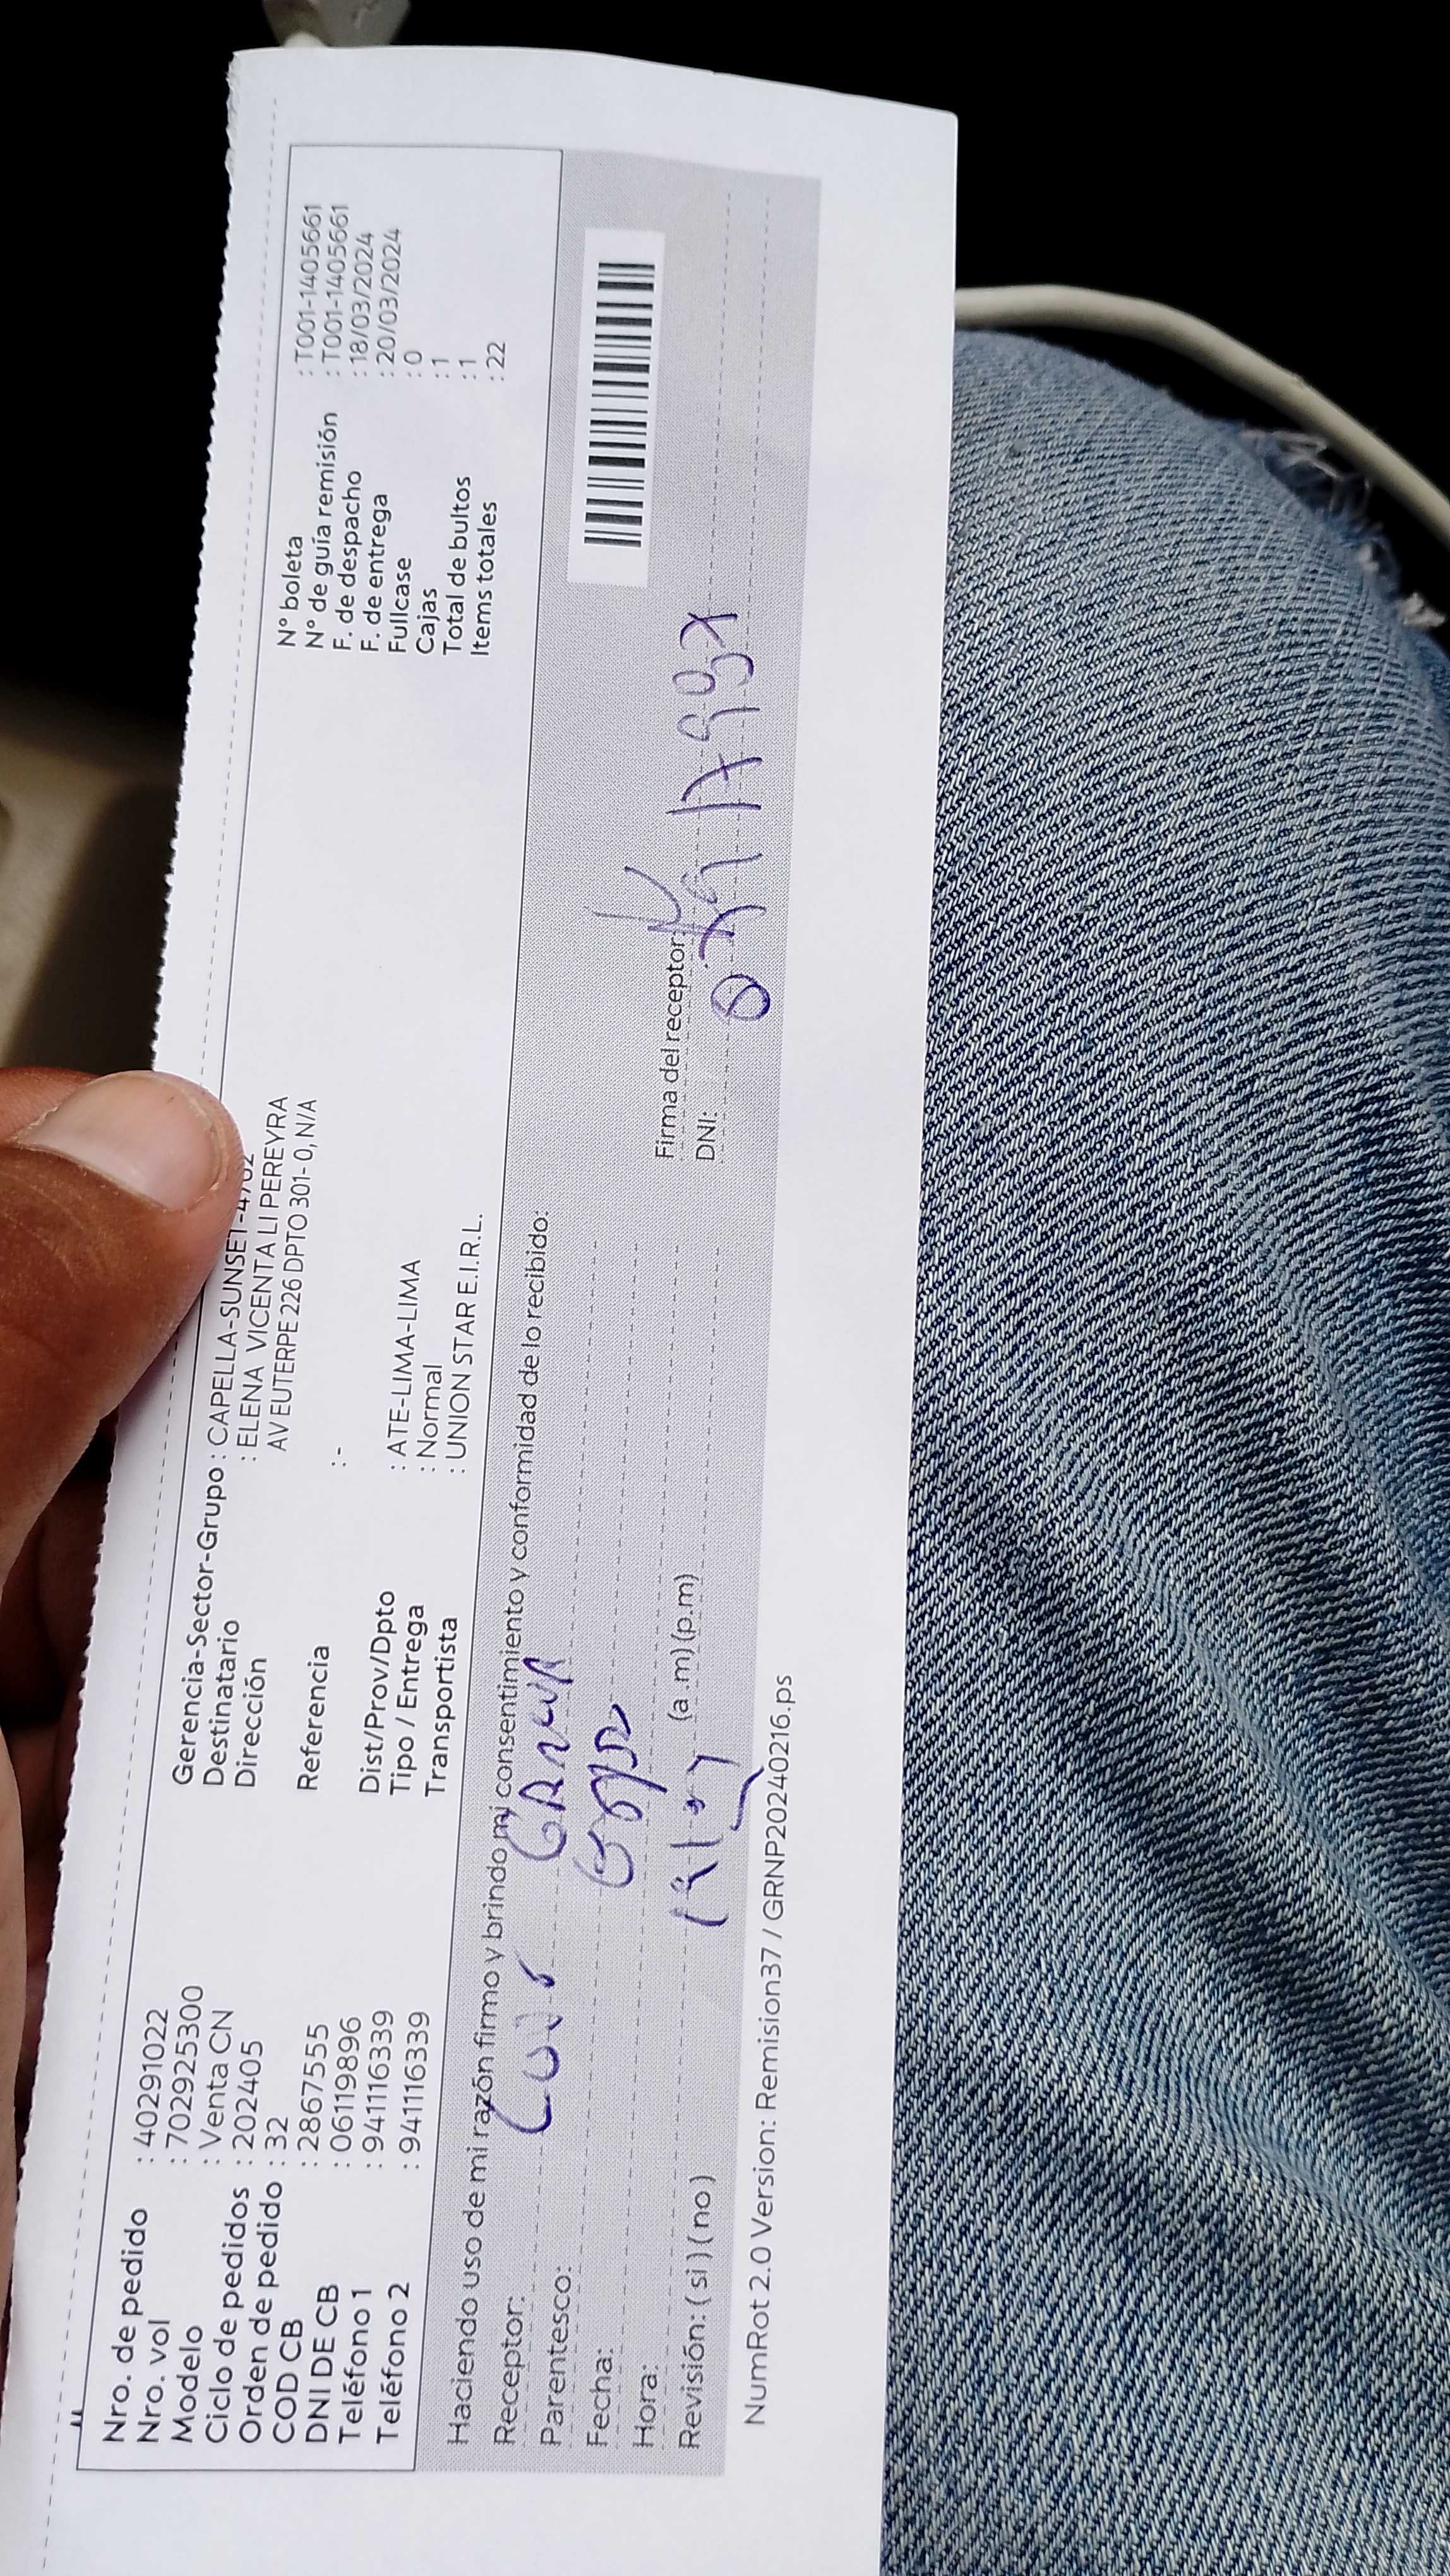 Nro. de pedido : 40291022
Nro. vol : 702925300
Modelo : Venta CN
Ciclo de pedidos : 202405
Orden de pedido : 32
COD CB : 2867555
DNI DE CB : 06119896
Teléfono 1 : 941116339
Teléfono 2 : 941116339
Gerencia-Sector-Grupo : CAPELLA-SUNSET-4702
Destinatario : ELENA VICENTA LI PEREYRA
Dirección AV EUTERPE 226 DPTO 301- 0, N/A
Referencia : -
Dist/Prov/Dpto : ATE-LIMA-LIMA
Tipo / Entrega : Normal
Transportista : UNION STAR E.I.R.L.
N° boleta : T001-1405661
N° de guía remisión : T001-1405661
F. de despacho : 18/03/2024
F. de entrega : 20/03/2024
Fullcase : 0
Cajas : 1
Total de bultos : 1
Items totales : 22
Haciendo uso de mi razón firmo y brindo mi consentimiento y conformidad de lo recibido:
Receptor:
Parentesco:
Fecha:
Hora: (a.m) (p.m)
Revisión: ( si ) ( no )
Firma del receptor:
DNI:
NumRot 2.0 Version: Remision37 / GRNP20240216.ps